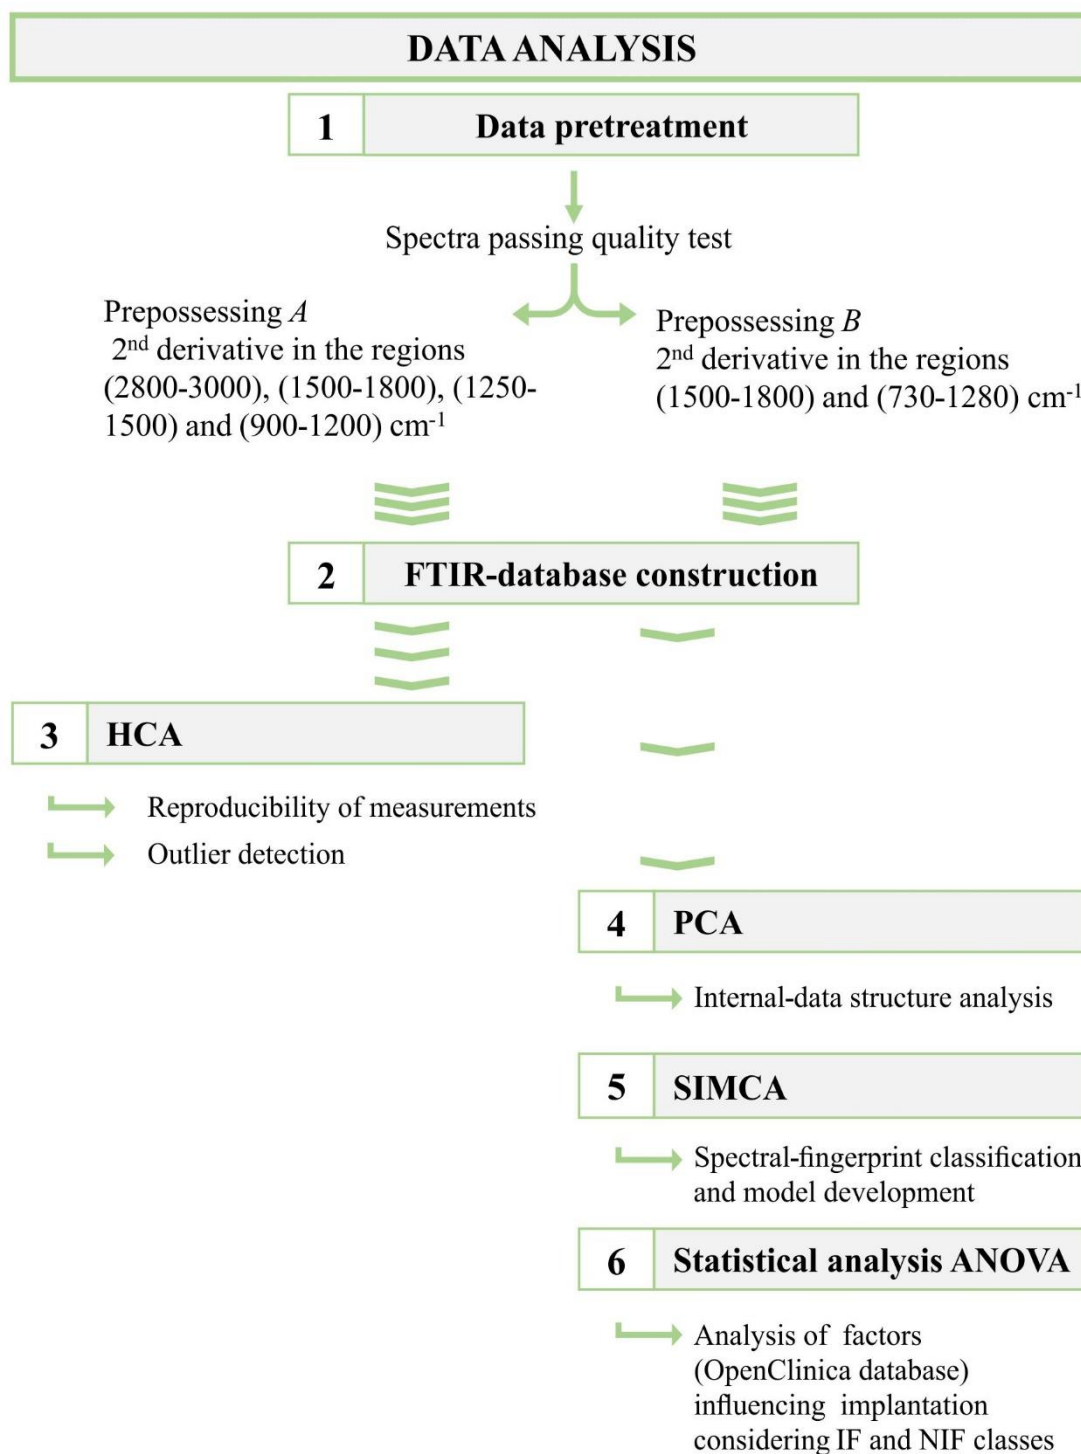 DATA ANALYSIS
1 Data pretreatment
Spectra passing quality test
Prepossessing A
2nd derivative in the regions
(2800-3000), (1500-1800), (1250-
1500) and (900-1200) cm-1
Prepossessing B
2nd derivative in the regions
(1500-1800) and (730-1280) cm-1
2 FTIR-database construction
3 HCA
Reproducibility of measurements
Outlier detection
4 PCA
Internal-data structure analysis
5 SIMCA
Spectral-fingerprint classification
and model development
6 Statistical analysis ANOVA
Analysis of factors
(OpenClinica database)
influencing implantation
considering IF and NIF classes